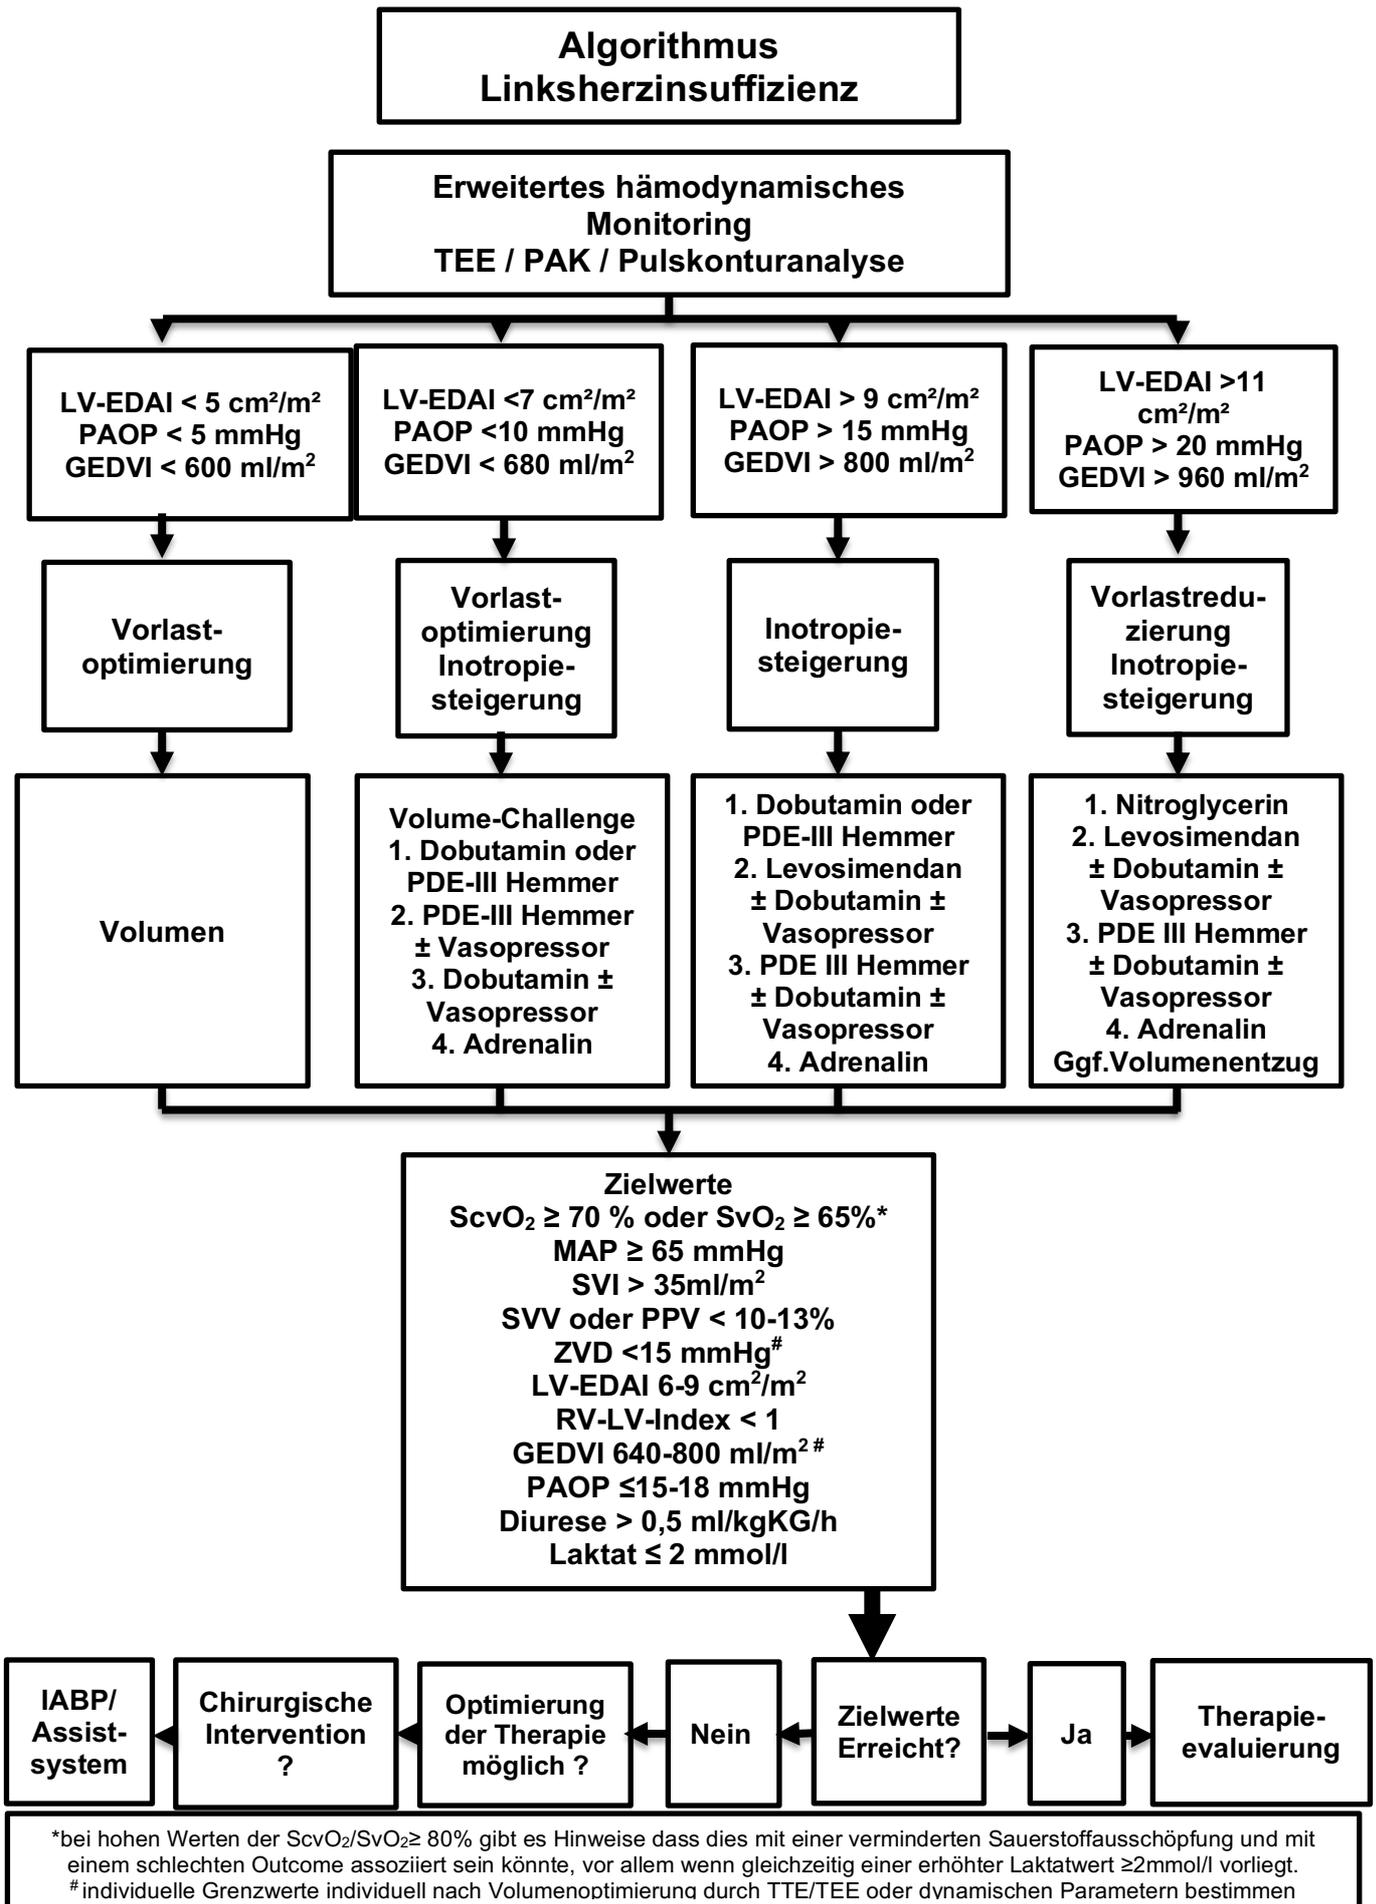 Algorithmus
Linksherzinsuffizienz
Erweitertes hämodynamisches
Monitoring
TEE / PAK / Pulskonturanalyse
LV-EDAI < 5 cm²/m²
PAOP < 5 mmHg
GEDVI < 600 ml/m²
LV-EDAI <7 cm²/m²
PAOP <10 mmHg
GEDVI < 680 ml/m²
LV-EDAI > 9 cm²/m²
PAOP > 15 mmHg
GEDVI > 800 ml/m²
LV-EDAI >11
cm²/m²
PAOP > 20 mmHg
GEDVI > 960 ml/m²
Vorlast-
optimierung
Vorlast-
optimierung
Inotropie-
steigerung
Inotropie-
steigerung
Vorlastredu-
zierung
Inotropie-
steigerung
Volumen
Volume-Challenge
1. Dobutamin oder
PDE-III Hemmer
2. PDE-III Hemmer
± Vasopressor
3. Dobutamin ±
Vasopressor
4. Adrenalin
1. Dobutamin oder
PDE-III Hemmer
2. Levosimendan
± Dobutamin ±
Vasopressor
3. PDE III Hemmer
± Dobutamin ±
Vasopressor
4. Adrenalin
1. Nitroglycerin
2. Levosimendan
± Dobutamin ±
Vasopressor
3. PDE III Hemmer
± Dobutamin ±
Vasopressor
4. Adrenalin
Ggf.Volumenentzug
Zielwerte
ScvO₂ ≥ 70 % oder SvO₂ ≥ 65%*
MAP ≥ 65 mmHg
SVI > 35ml/m²
SVV oder PPV < 10-13%
ZVD <15 mmHg#
LV-EDAI 6-9 cm²/m²
RV-LV-Index < 1
GEDVI 640-800 ml/m² #
PAOP ≤15-18 mmHg
Diurese > 0,5 ml/kgKG/h
Laktat ≤ 2 mmol/l
IABP/
Assist-
system
Chirurgische
Intervention
?
Optimierung
der Therapie
möglich ?
Nein
Zielwerte
Erreicht?
Ja
Therapie-
evaluierung
*bei hohen Werten der ScvO₂/SvO₂≥ 80% gibt es Hinweise dass dies mit einer verminderten Sauerstoffausschöpfung und mit
einem schlechten Outcome assoziiert sein könnte, vor allem wenn gleichzeitig einer erhöhter Laktatwert ≥2mmol/l vorliegt.
# individuelle Grenzwerte individuell nach Volumenoptimierung durch TTE/TEE oder dynamischen Parametern bestimmen